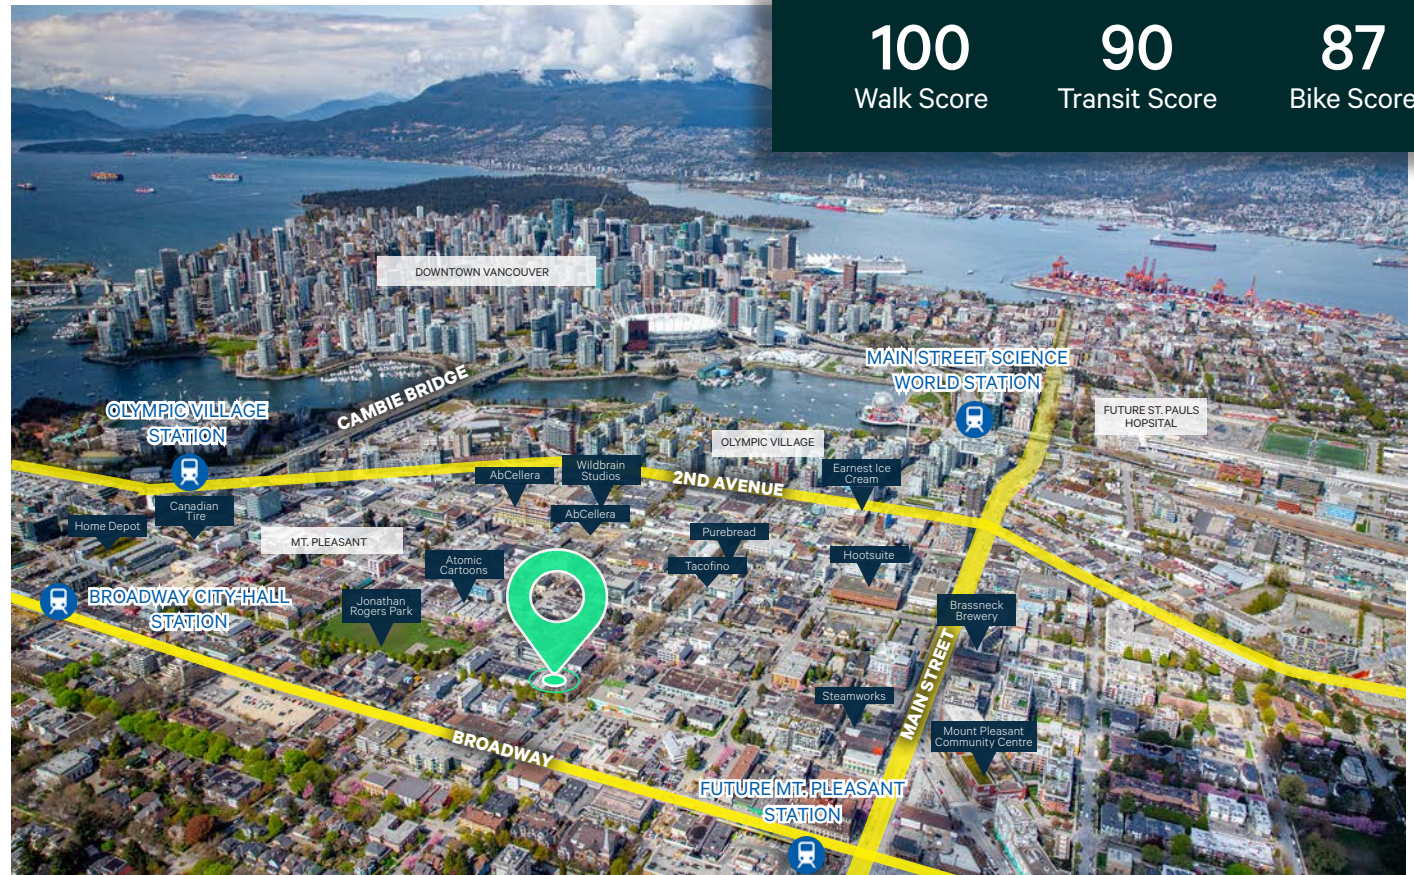 100
90
87
Walk Score
Transit Score
Bike Score
DOWNTOWN VANCOUVER
MAIN STREET SCIENCE
WORLD STATION
CAMBIE BRIDGE
OLYMPIC VILLAGE
STATION
FUTURE ST. PAULS
HOPSITAL
OLYMPIC VILLAGE
2ND AVENUE
Wildbrain
Studios
AbCellera
Earnest Ice
Cream
Canadian
Tire
AbCellera
Home Depot
MT. PLEASANT
Purebread
Tacofino
Hootsuite
Atomic
Cartoons
BROADWAY CITY-HALL
STATION
Jonathan
Rogers Park
Brassneck
Brewery
MAIN STREET
Steamworks
Mount Pleasant
Community Centre
BROADWAY
FUTURE MT. PLEASANT
STATION